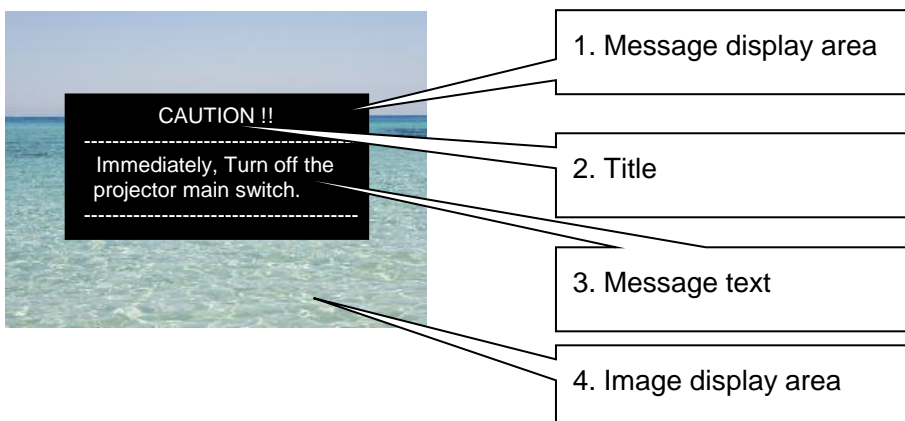 CAUTION !!
Immediately, Turn off the
projector main switch.
1. Message display area
2. Title
3. Message text
4. Image display area